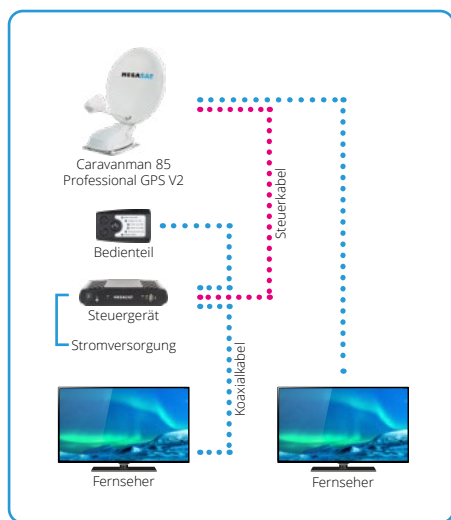 MEGASAT
Caravanman 85
Professional GPS V2
Steuerkabel
Bedienteil
MEGASAT
Steuergerät
Stromversorgung
Koaxialkabel
Fernseher
Fernseher